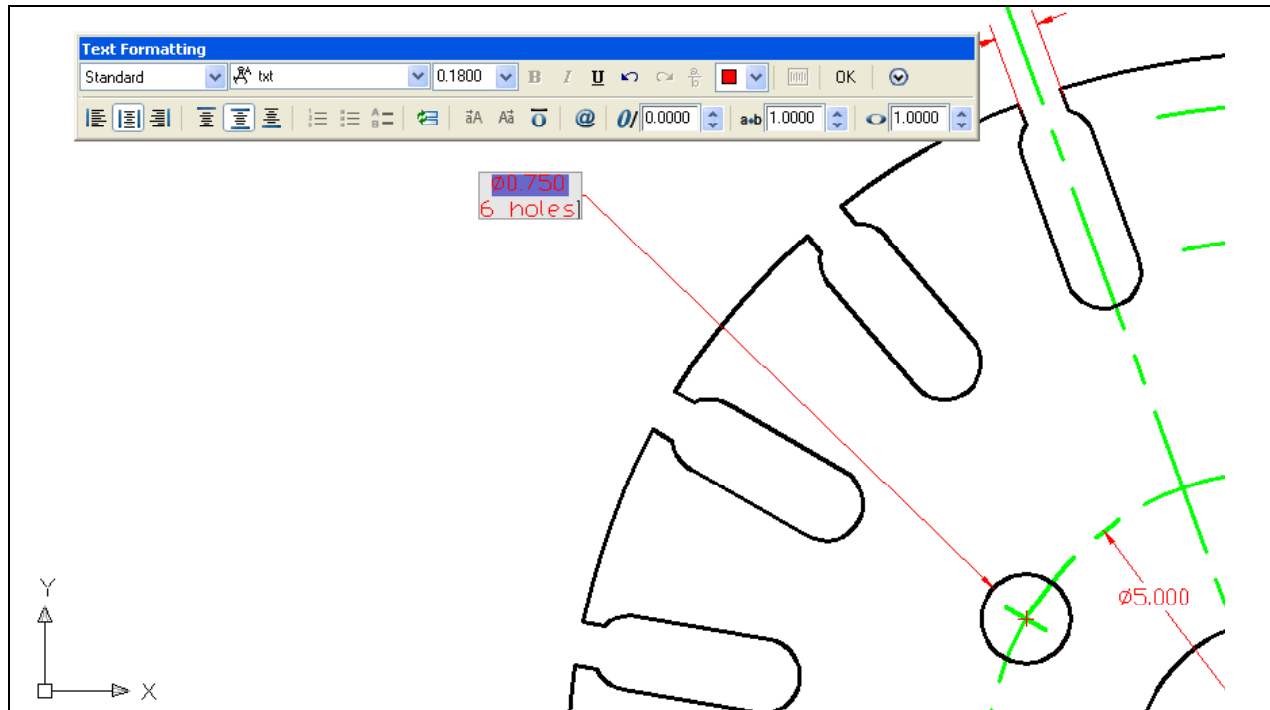 Text Formatting
Standard txt 0.1800 B I U a/b OK
0/ 0.0000 a•b 1.0000 1.0000
Ø0.750
6 holes
Ø5.000
Y
X